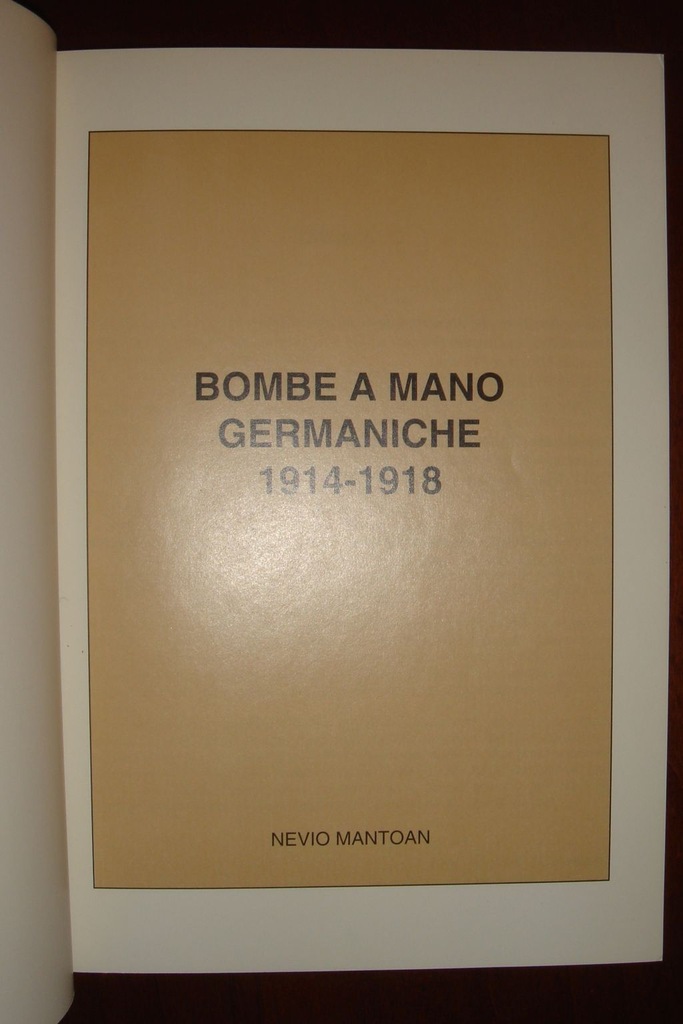 BOMBE A MANO
GERMANICHE
1914-1918
NEVIO MANTOAN